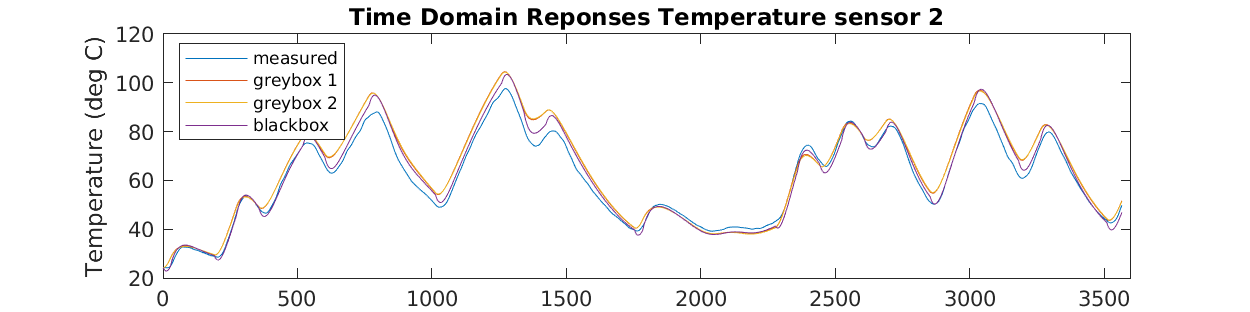 Time Domain Reponses Temperature sensor 2
Temperature (deg C)
120
100
80
60
40
20
measured
greybox 1
greybox 2
blackbox
0 500 1000 1500 2000 2500 3000 3500